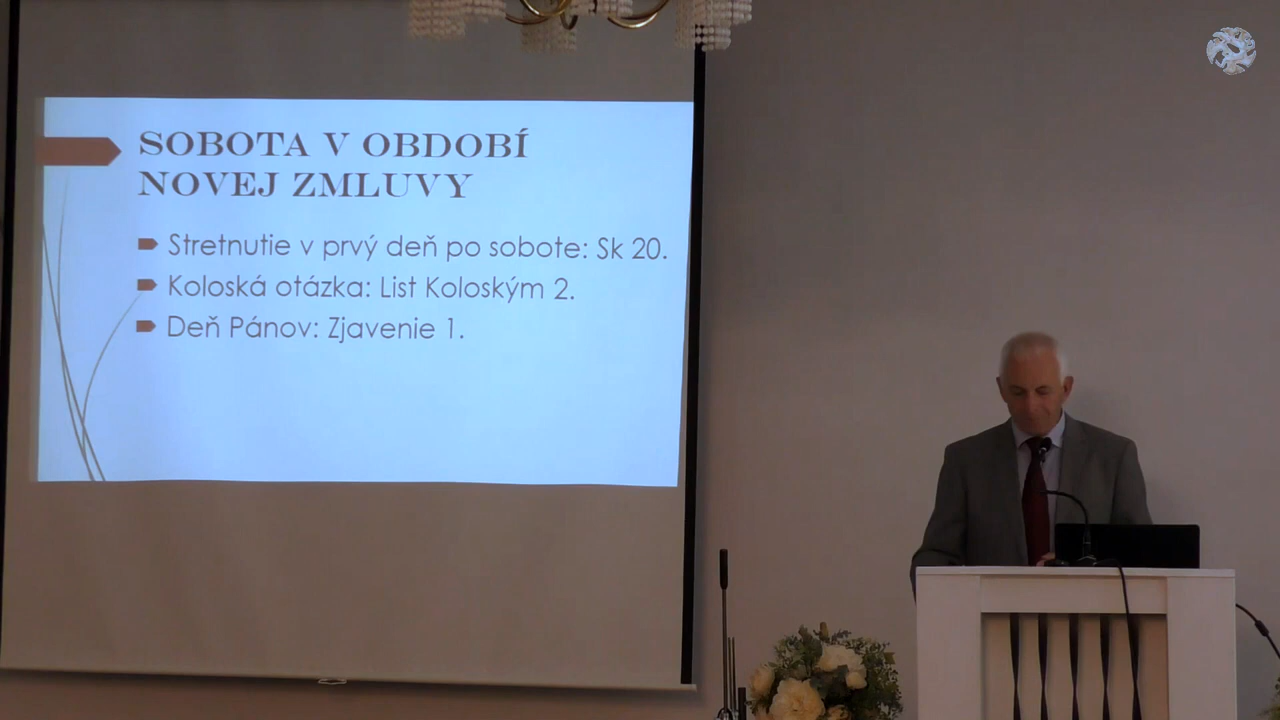 SOBOTA V OBDOBÍ
NOVEJ ZMLUVY
Stretnutie v prvý deň po sobote: Sk 20.
Koloská otázka: List Koloským 2.
Deň Pánov: Zjavenie 1.